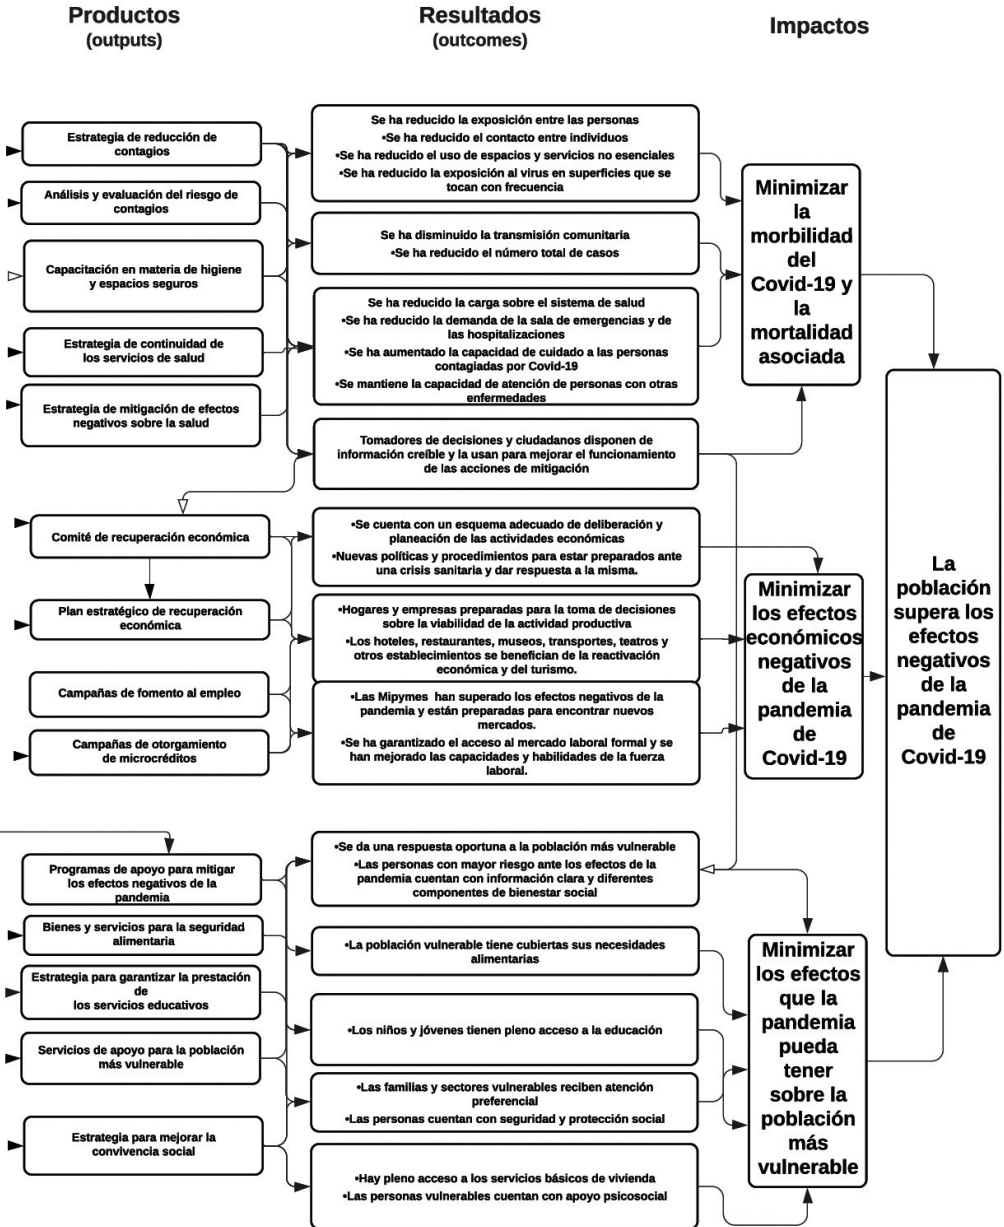 Productos
(outputs)
Resultados
(outcomes)
Impactos
Estrategia de reducción de
contagios
Análisis y evaluación del riesgo de
contagios
Capacitación en materia de higiene
y espacios seguros
Estrategia de continuidad de
los servicios de salud
Estrategia de mitigación de efectos
negativos sobre la salud
Comité de recuperación económica
Plan estratégico de recuperación
económica
Campañas de fomento al empleo
Campañas de otorgamiento
de microcréditos
Programas de apoyo para mitigar
los efectos negativos de la
pandemia
Bienes y servicios para la seguridad
alimentaria
Estrategia para garantizar la prestación
de
los servicios educativos
Servicios de apoyo para la población
más vulnerable
Estrategia para mejorar la
convivencia social
Se ha reducido la exposición entre las personas
•Se ha reducido el contacto entre individuos
•Se ha reducido el uso de espacios y servicios no esenciales
•Se ha reducido la exposición al virus en superficies que se
tocan con frecuencia
Se ha disminuido la transmisión comunitaria
•Se ha reducido el número total de casos
Se ha reducido la carga sobre el sistema de salud
•Se ha reducido la demanda de la sala de emergencias y de
las hospitalizaciones
•Se ha aumentado la capacidad de cuidado a las personas
contagiadas por Covid-19
•Se mantiene la capacidad de atención de personas con otras
enfermedades
Tomadores de decisiones y ciudadanos disponen de
información creíble y la usan para mejorar el funcionamiento
de las acciones de mitigación
•Se cuenta con un esquema adecuado de deliberación y
planeación de las actividades económicas
•Nuevas políticas y procedimientos para estar preparados ante
una crisis sanitaria y dar respuesta a la misma.
•Hogares y empresas preparadas para la toma de decisiones
sobre la viabilidad de la actividad productiva
•Los hoteles, restaurantes, museos, transportes, teatros y
otros establecimientos se benefician de la reactivación
económica y del turismo.
•Las Mipymes han superado los efectos negativos de la
pandemia y están preparadas para encontrar nuevos
mercados.
•Se ha garantizado el acceso al mercado laboral formal y se
han mejorado las capacidades y habilidades de la fuerza
laboral.
•Se da una respuesta oportuna a la población más vulnerable
•Las personas con mayor riesgo ante los efectos de la
pandemia cuentan con información clara y diferentes
componentes de bienestar social
•La población vulnerable tiene cubiertas sus necesidades
alimentarias
•Los niños y jóvenes tienen pleno acceso a la educación
•Las familias y sectores vulnerables reciben atención
preferencial
•Las personas cuentan con seguridad y protección social
•Hay pleno acceso a los servicios básicos de vivienda
•Las personas vulnerables cuentan con apoyo psicosocial
Minimizar
la
morbilidad
del
Covid-19 y
la
mortalidad
asociada
Minimizar
los efectos
económicos
negativos
de la
pandemia
de
Covid-19
Minimizar
los efectos
que la
pandemia
pueda
tener
sobre la
población
más
vulnerable
La
población
supera los
efectos
negativos
de la
pandemia
de
Covid-19